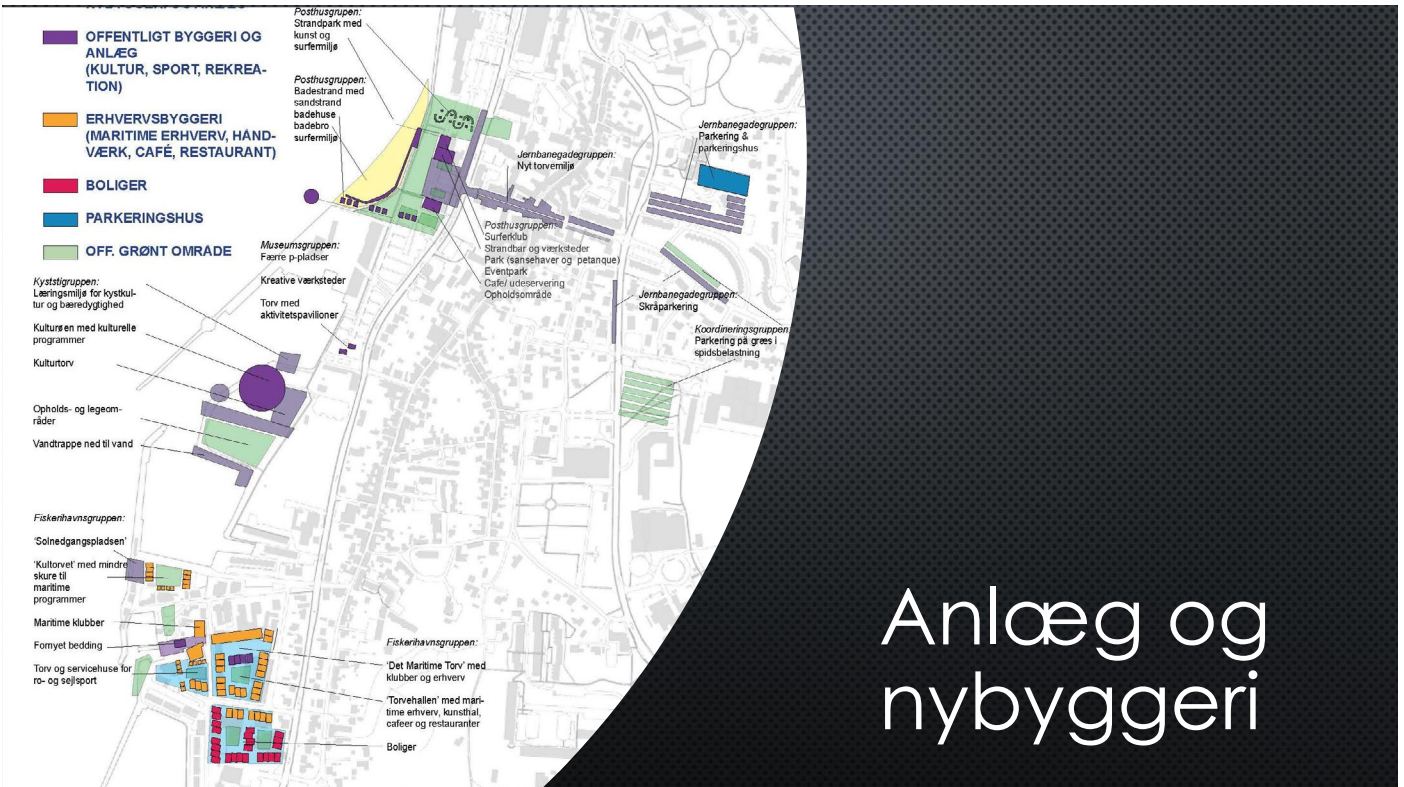 OFFENTLIGT BYGGERI OG
ANLÆG
(KULTUR, SPORT, REKREA-
TION)
ERHVERVSBYGGERI
(MARITIME ERHVERV, HÅND-
VÆRK, CAFÉ, RESTAURANT)
BOLIGER
PARKERINGSHUS
OFF. GRØNT OMRÅDE
Posthusgrupen:
Strandpark med
kunst og
surfermiljø
Posthusgruppen:
Badestrand med
sandstrand
badehuse
badebro
surfermiljø
Jernbanegadegruppen:
Nyt torvemiljø
Jernbanegadegruppen:
Parkering &
parkeringshus
Posthusgruppen:
Surferklub
Strandbar og værksteder
Park (sansehaver og petanque)
Eventpark
Cafe/ udeservering
Opholdsområde
Jernbanegadegruppen:
Skråparkering
Koordineringsgruppen:
Parkering på græs i
spidsbelastning
Museumsgruppen:
Færre p-pladser
Kreative værksteder
Torv med
aktivitetspavilioner
Kyststigruppen:
Læringsmiljø for kystkul-
tur og bæredygtighed
Kulturøen med kulturelle
programmer
Kulturtorv
Opholds- og legeom-
råder
Vandtrappe ned til vand
Fiskerihavnsgruppen:
'Solnedgangspladsen'
'Kultorvet' med mindre
skure til
maritime
programmer
Maritime klubber
Fornyet bedding
Torv og servicehuse for
ro- og sejlsport
Fiskerihavnsgruppen:
'Det Maritime Torv' med
klubber og erhverv
'Torvehallen' med mari-
time erhverv, kunsthal,
cafeer og restauranter
Boliger
Anlæg og
nybyggeri